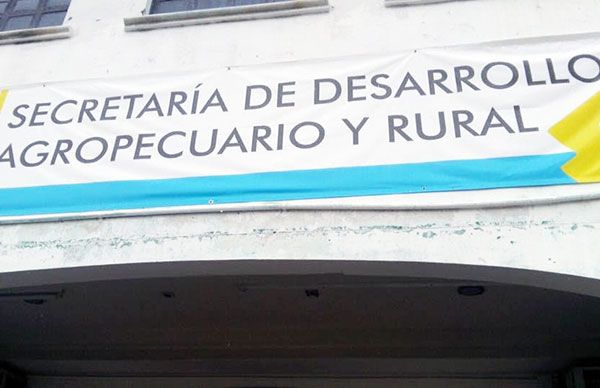 SECRETARÍA DE DESARROLLO
AGROPECUARIO Y RURAL